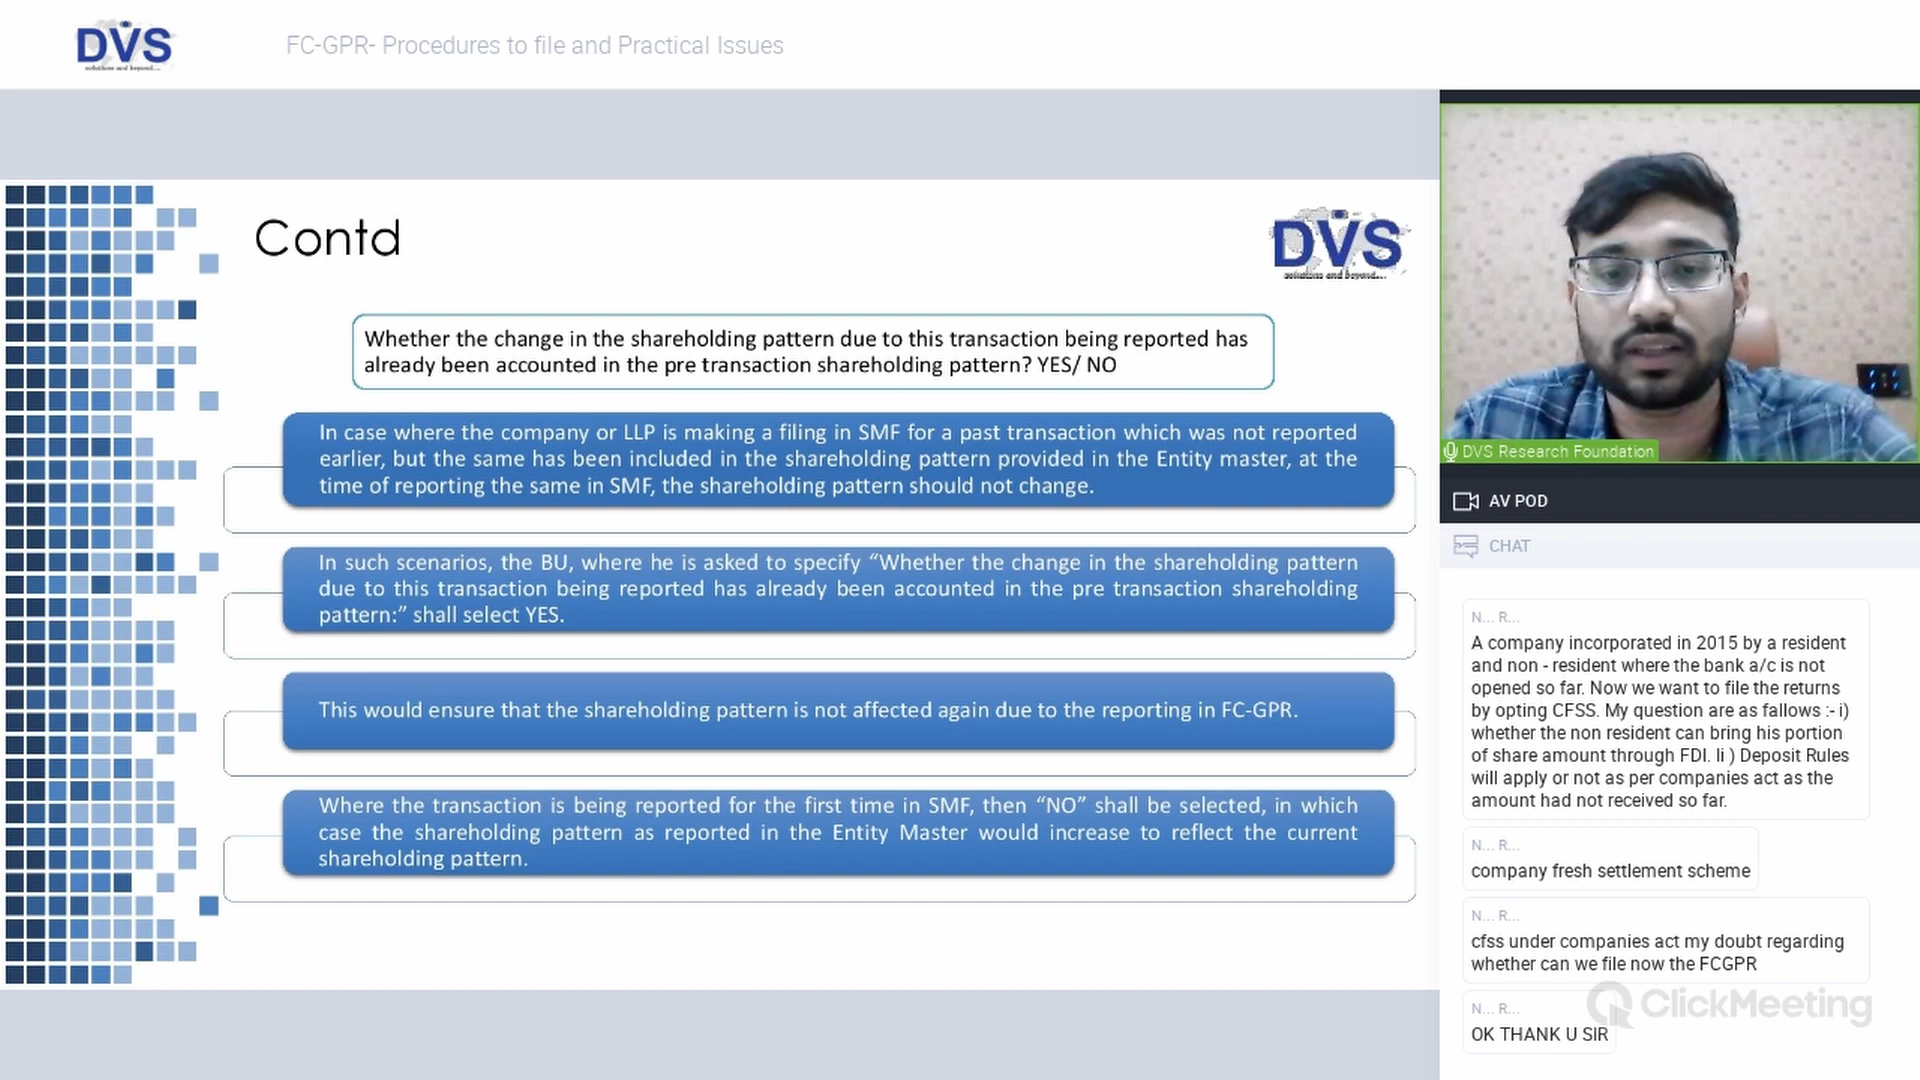 DVS
solutions and beyond....
FC-GPR- Procedures to file and Practical Issues
Contd
DVS
solutions and beyond....
Whether the change in the shareholding pattern due to this transaction being reported has
already been accounted in the pre transaction shareholding pattern? YES/ NO
In case where the company or LLP is making a filing in SMF for a past transaction which was not reported
earlier, but the same has been included in the shareholding pattern provided in the Entity master, at the
time of reporting the same in SMF, the shareholding pattern should not change.
In such scenarios, the BU, where he is asked to specify “Whether the change in the shareholding pattern
due to this transaction being reported has already been accounted in the pre transaction shareholding
pattern:” shall select YES.
This would ensure that the shareholding pattern is not affected again due to the reporting in FC-GPR.
Where the transaction is being reported for the first time in SMF, then “NO” shall be selected, in which
case the shareholding pattern as reported in the Entity Master would increase to reflect the current
shareholding pattern.
DVS Research Foundation
AV POD
CHAT
N... R...
A company incorporated in 2015 by a resident
and non - resident where the bank a/c is not
opened so far. Now we want to file the returns
by opting CFSS. My question are as fallows :- i)
whether the non resident can bring his portion
of share amount through FDI. Ii ) Deposit Rules
will apply or not as per companies act as the
amount had not received so far.
N... R...
company fresh settlement scheme
N... R...
cfss under companies act my doubt regarding
whether can we file now the FCGPR
N... R...
OK THANK U SIR
ClickMeeting